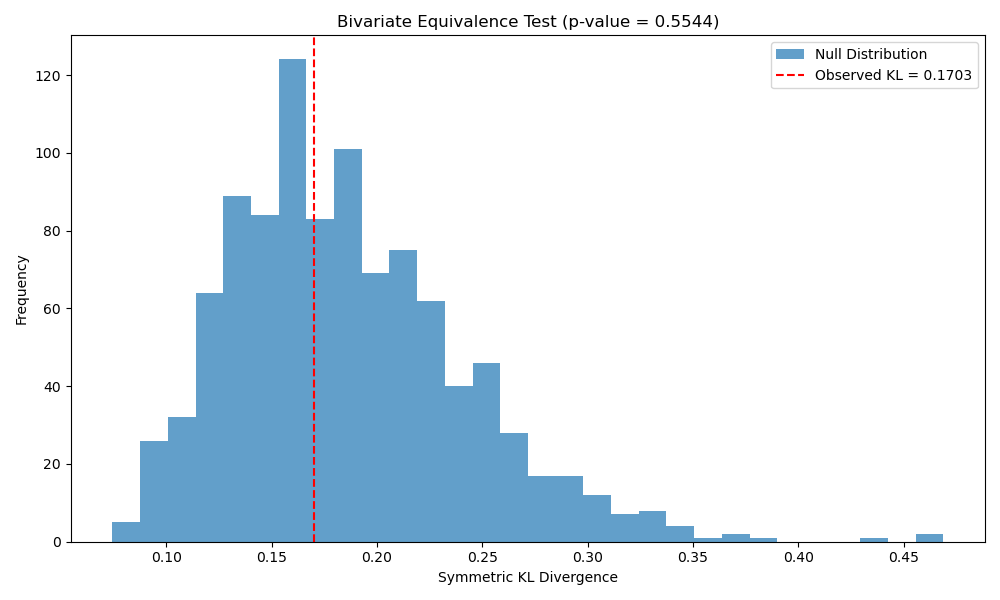 Bivariate Equivalence Test (p-value = 0.5544)
Null Distribution
Observed KL = 0.1703
Frequency
120
100
80
60
40
20
0
0.10 0.15 0.20 0.25 0.30 0.35 0.40 0.45
Symmetric KL Divergence